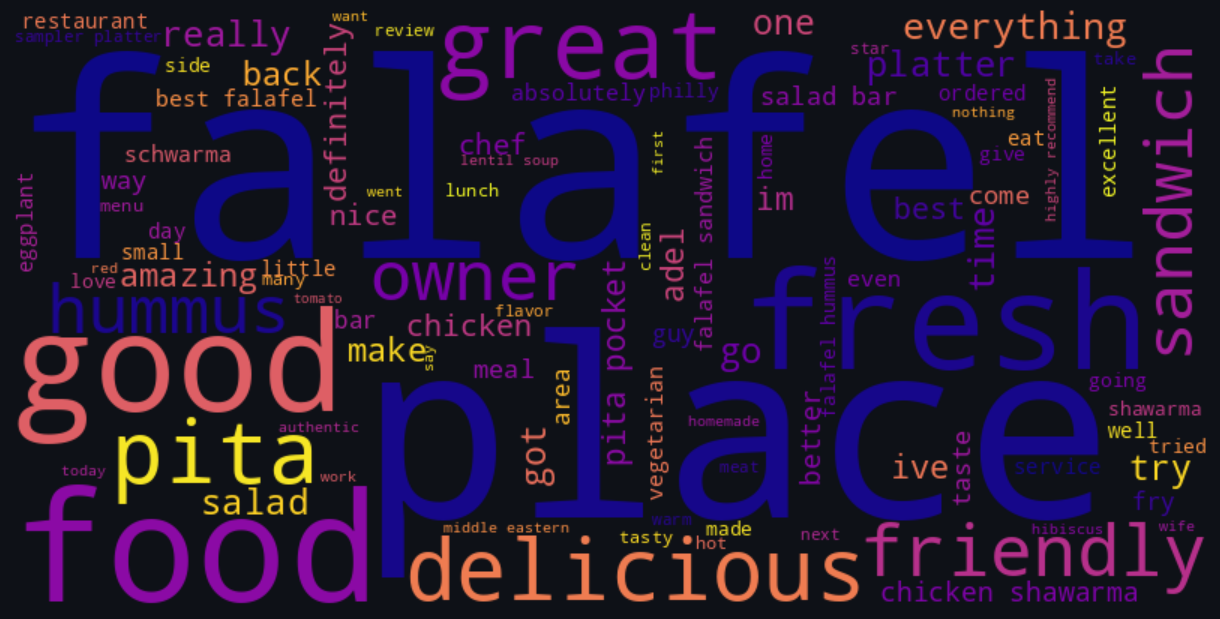 restaurant
want
sampler platter
really
review
great
one
everything
definitely
side
back
star
platter
take
sandwich
best falafel
absolutely
philly
salad bar
ordered
highly recommend
excellent
falafel
nothing
schwarma
chef
lentil soup
first
home
eat
give
way
went
lunch
falafel sandwich
im
best
come
menu
nice
eggplant
day
small
clean
adel
time
love
red
amazing
little
many
owner
pita pocket
even
fresh
hummus
tomato
bar
chicken
flavor
guy
go
falafel hummus
good
make
say
meal
area
place
going
vegetarian
better
shawarma
pita
authentic
got
homemade
well
tried
today
work
meat
ive
taste
service
try
salad
fry
food
middle eastern
warm
tasty
made
hot
next
hibiscus
wife
delicious
friendly
chicken shawarma